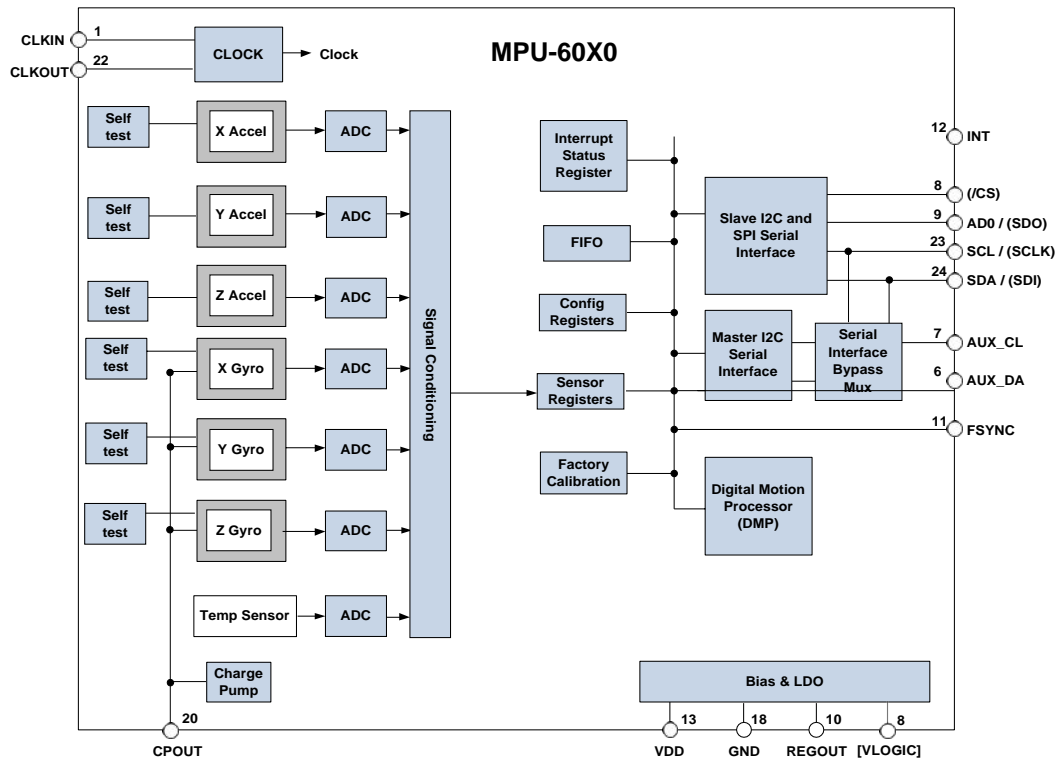 MPU-60X0
1
CLKIN
22
CLKOUT
CLOCK
Clock
Self
test
X Accel
ADC
Self
test
Y Accel
ADC
Self
test
Z Accel
ADC
Self
test
X Gyro
ADC
Self
test
Y Gyro
ADC
Self
test
Z Gyro
ADC
Temp Sensor
ADC
Signal Conditioning
Charge
Pump
20
CPOUT
Interrupt
Status
Register
FIFO
Config
Registers
Sensor
Registers
Factory
Calibration
Slave I2C and
SPI Serial
Interface
Master I2C
Serial
Interface
Serial
Interface
Bypass
Mux
Digital Motion
Processor
(DMP)
12
INT
8
(/CS)
9
AD0 / (SDO)
23
SCL / (SCLK)
24
SDA / (SDI)
7
AUX_CL
6
AUX_DA
11
FSYNC
Bias & LDO
13
VDD
18
GND
10
REGOUT
8
[VLOGIC]